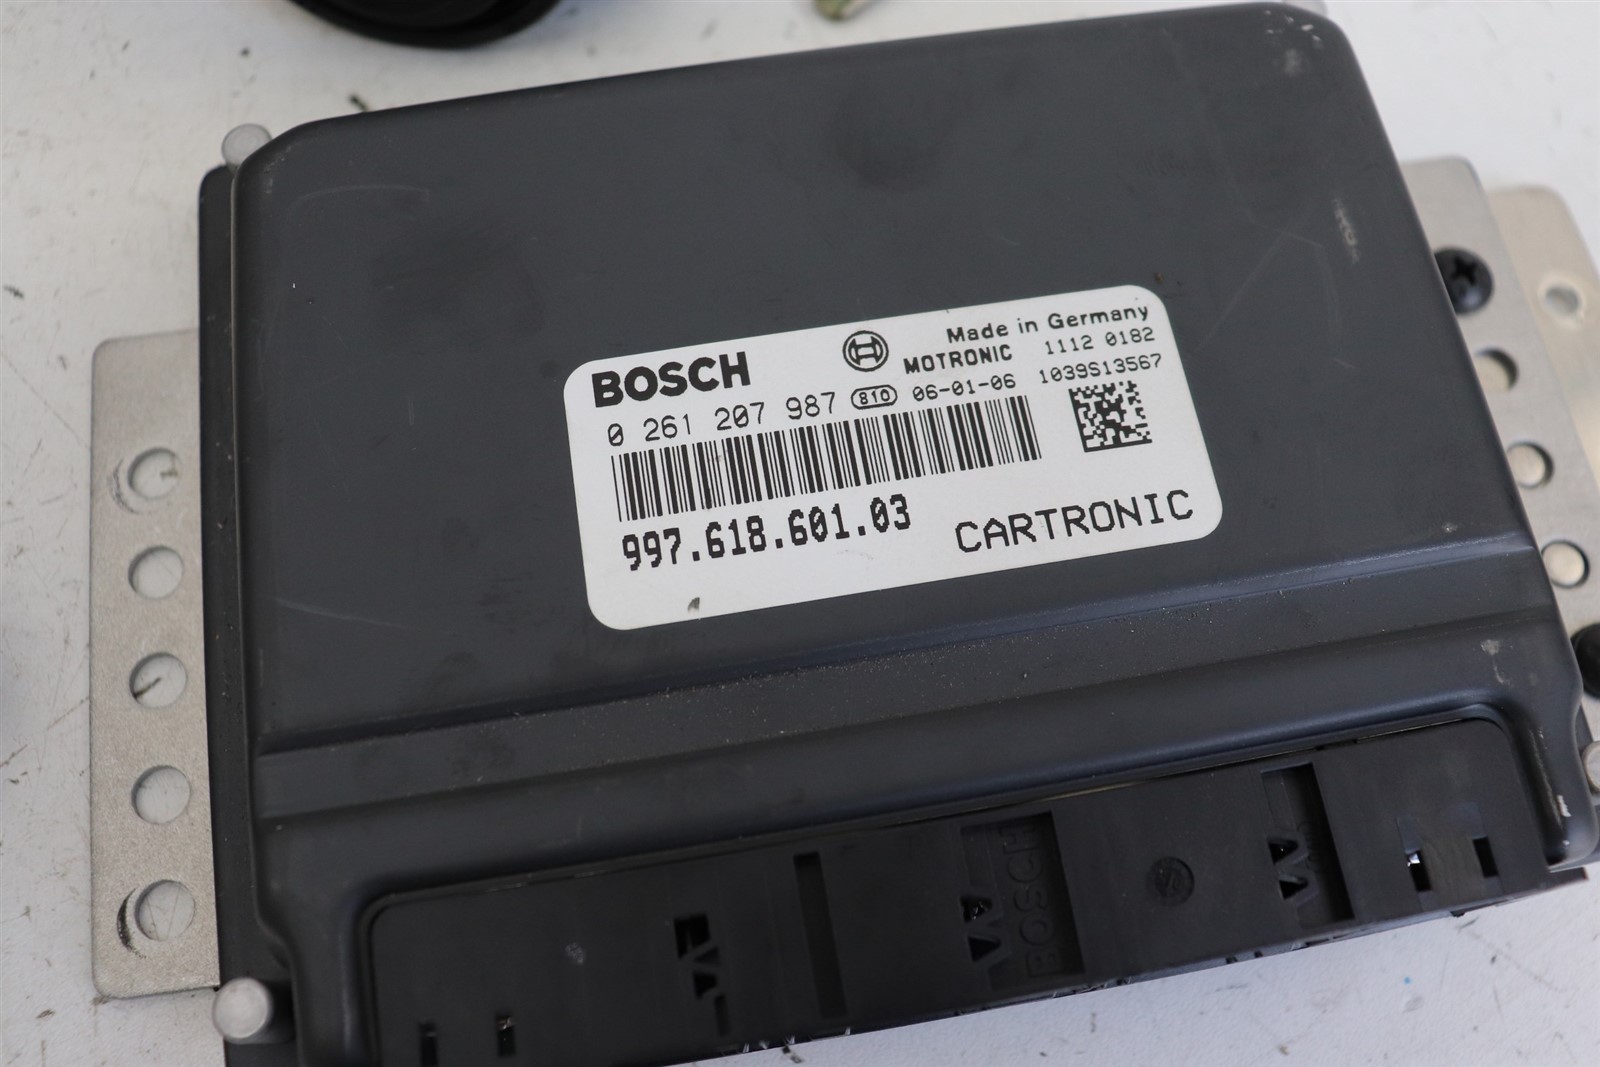 BOSCH
Made in Germany
MOTRONIC 1112 0182
0 261 207 987 810 06-01-06 1039S13567
997.618.601.03 CARTRONIC
BOSCH